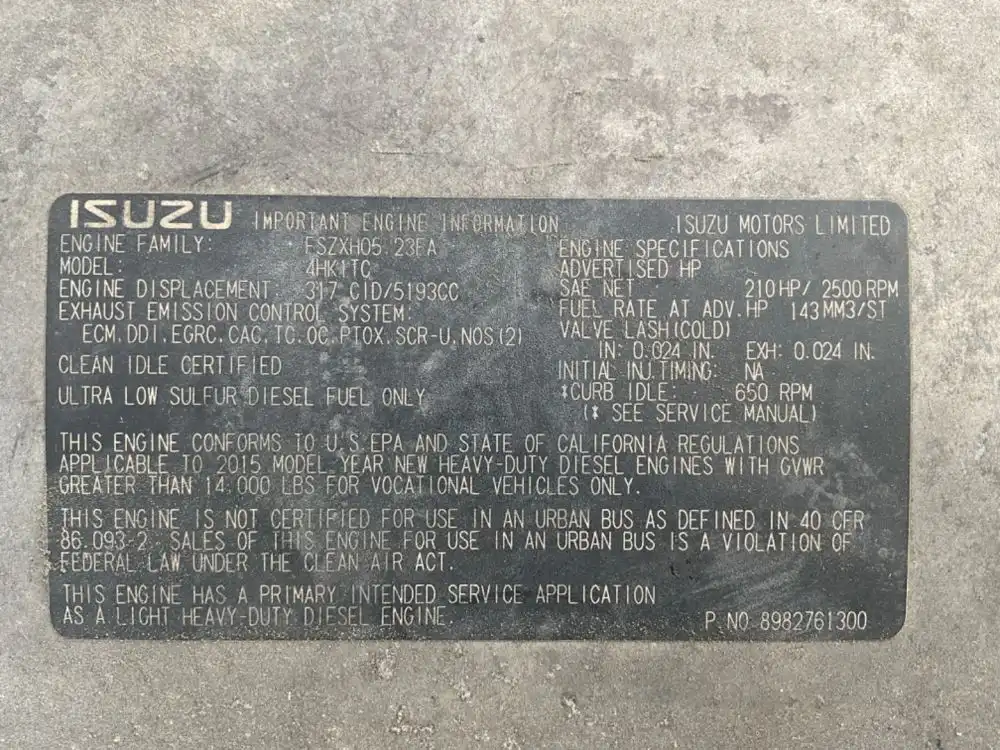 ISUZU IMPORTANT ENGINE INFORMATION ISUZU MOTORS LIMITED
ENGINE FAMILY: FSZXH05.23FA
MODEL: 4HK1TC
ENGINE DISPLACEMENT: 317 CID/5193CC
EXHAUST EMISSION CONTROL SYSTEM:
ECM, DDI, EGRC, CAC, TC, OC, PTOX, SCR-U, NOS(2)
CLEAN IDLE CERTIFIED
ULTRA LOW SULFUR DIESEL FUEL ONLY
ENGINE SPECIFICATIONS
ADVERTISED HP
SAE NET 210HP/ 2500RPM
FUEL RATE AT ADV.HP 143MM3/ST
VALVE LASH(COLD)
IN: 0.024 IN. EXH: 0.024 IN.
INITIAL INJ.TIMING: NA
*CURB IDLE: 650 RPM
(* SEE SERVICE MANUAL)
THIS ENGINE CONFORMS TO U.S.EPA AND STATE OF CALIFORNIA REGULATIONS
APPLICABLE TO 2015 MODEL YEAR NEW HEAVY-DUTY DIESEL ENGINES WITH GVWR
GREATER THAN 14,000 LBS FOR VOCATIONAL VEHICLES ONLY.
THIS ENGINE IS NOT CERTIFIED FOR USE IN AN URBAN BUS AS DEFINED IN 40 CFR
86.093-2. SALES OF THIS ENGINE FOR USE IN AN URBAN BUS IS A VIOLATION OF
FEDERAL LAW UNDER THE CLEAN AIR ACT.
THIS ENGINE HAS A PRIMARY INTENDED SERVICE APPLICATION
AS A LIGHT HEAVY-DUTY DIESEL ENGINE.
P.NO 8982761300